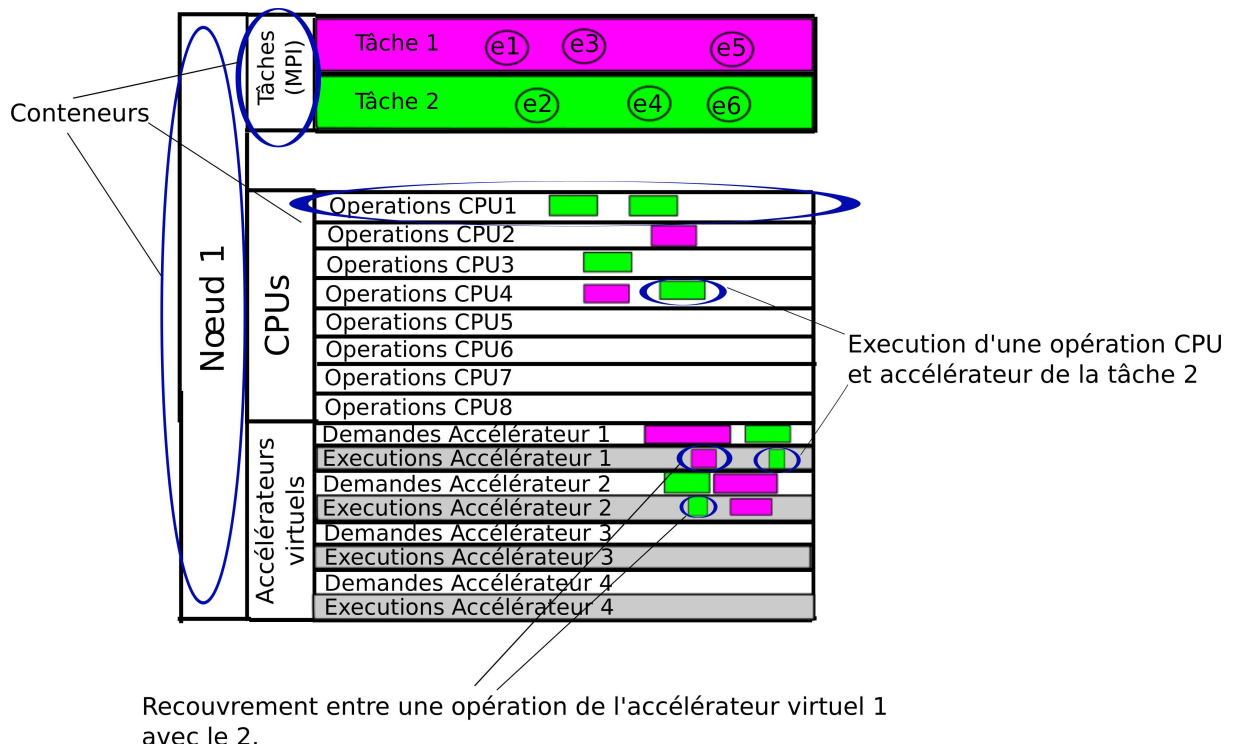 Tâche 1 e1 e3 e5
Tâches
(MPI)
Tâche 2 e2 e4 e6
Conteneurs
Nœud 1
CPUs
Operations CPU1
Operations CPU2
Operations CPU3
Operations CPU4
Operations CPU5
Operations CPU6
Operations CPU7
Operations CPU8
Execution d'une opération CPU
et accélérateur de la tâche 2
Accélérateurs
virtuels
Demandes Accélérateur 1
Executions Accélérateur 1
Demandes Accélérateur 2
Executions Accélérateur 2
Demandes Accélérateur 3
Executions Accélérateur 3
Demandes Accélérateur 4
Executions Accélérateur 4
Recouvrement entre une opération de l'accélérateur virtuel 1
avec le 2.